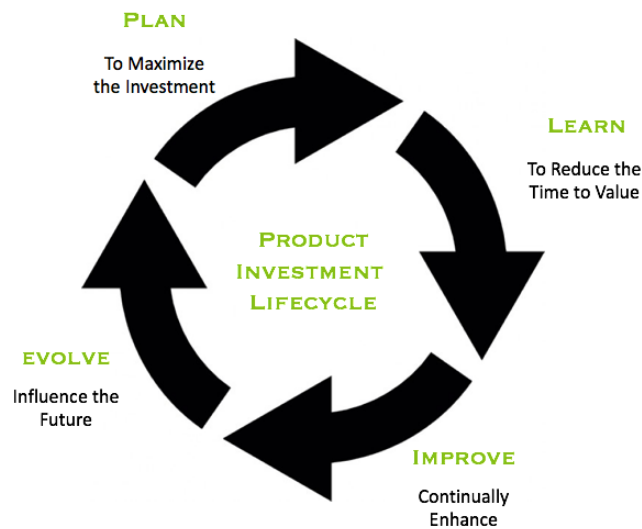 PLAN
To Maximize
the Investment
LEARN
To Reduce the
Time to Value
PRODUCT
INVESTMENT
LIFECYCLE
EVOLVE
Influence the
Future
IMPROVE
Continually
Enhance